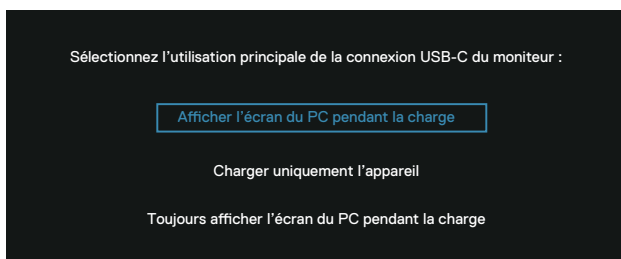 Sélectionnez l'utilisation principale de la connexion USB-C du moniteur :
Afficher l'écran du PC pendant la charge
Charger uniquement l'appareil
Toujours afficher l'écran du PC pendant la charge